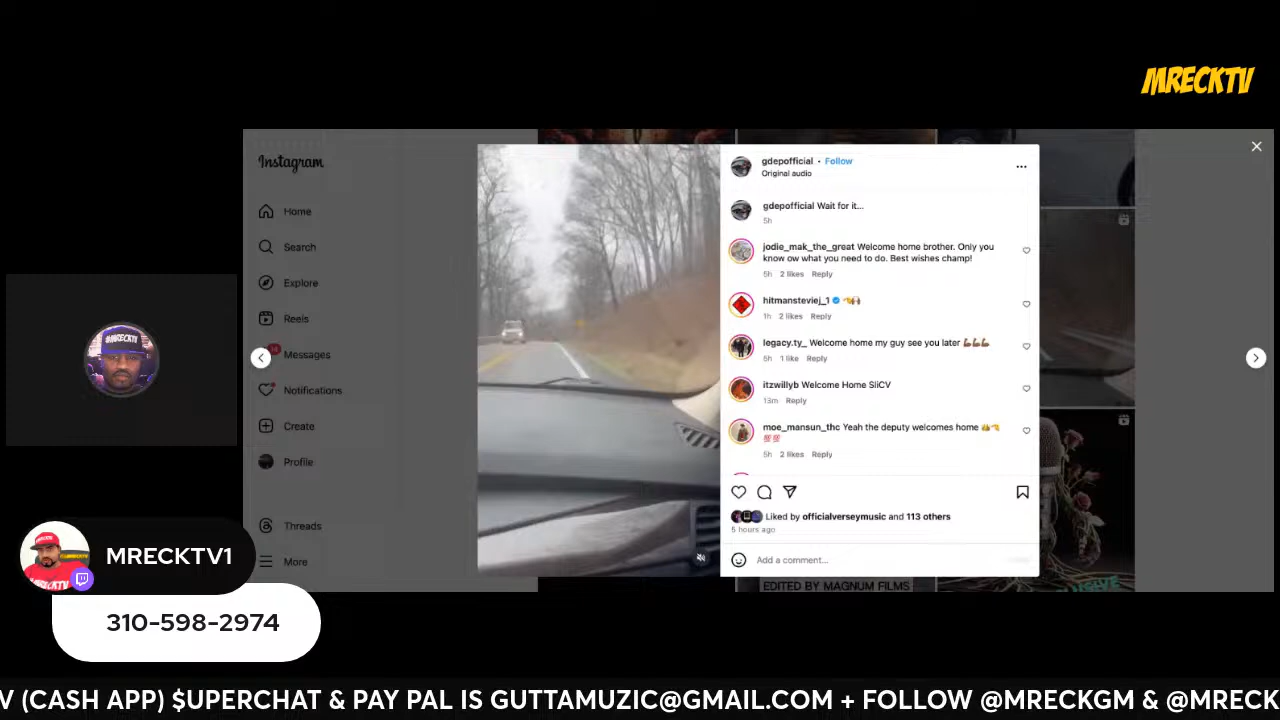 MRECKTV
Instagram
Home
Search
Explore
Reels
Messages
Notifications
Create
Profile
Threads
More
gdepofficial • Follow
Original audio
gdepofficial Wait for it...
5h
jodie_mak_the_great Welcome home brother. Only you
know ow what you need to do. Best wishes champ!
5h 2 likes Reply
hitmansteviej_1
1h 2 likes Reply
legacy.ty_ Welcome home my guy see you later 💪🏾💪🏾💪🏾
5h 1 like Reply
itzwillyb Welcome Home SliCV
13m Reply
moe_mansun_thc Yeah the deputy welcomes home
💯💯
5h 2 likes Reply
Liked by officialverseymusic and 113 others
5 hours ago
Add a comment...
EDITED BY MAGNUM FILMS
#MRECKTV
MRECKTV1
310-598-2974
V (CASH APP) $UPERCHAT & PAY PAL IS GUTTAMUZIC@GMAIL.COM + FOLLOW @MRECKGM & @MRECK